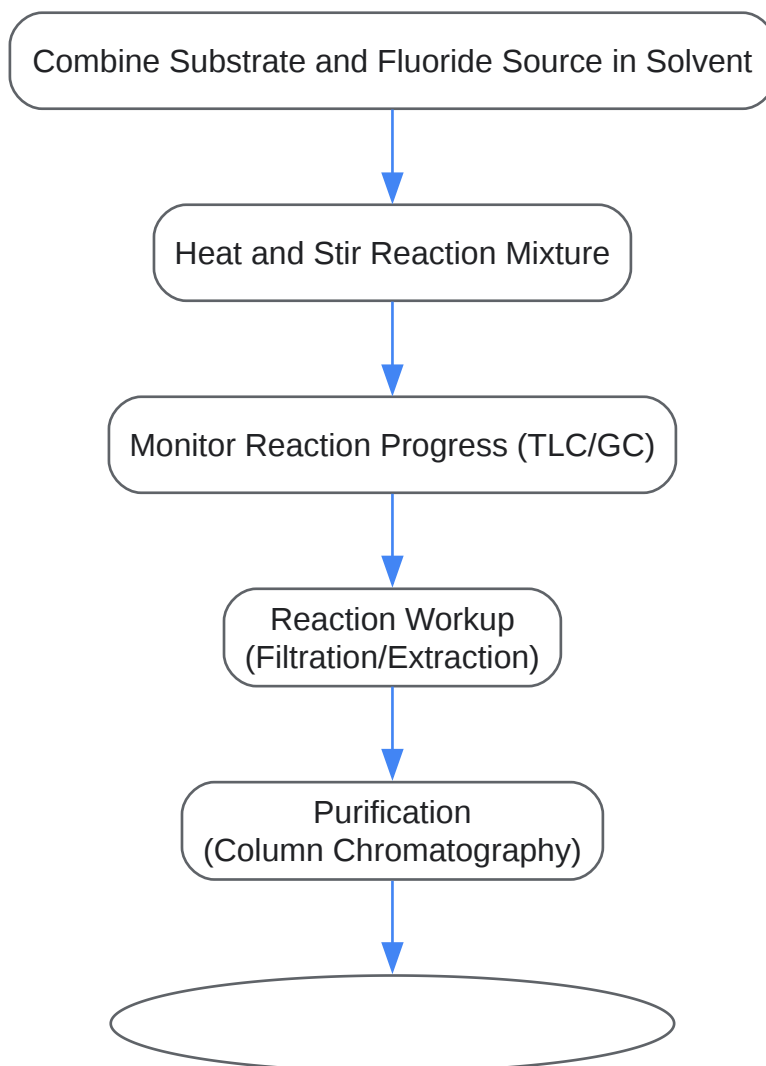 Combine Substrate and Fluoride Source in Solvent
Heat and Stir Reaction Mixture
Monitor Reaction Progress (TLC/GC)
Reaction Workup
(Filtration/Extraction)
Purification
(Column Chromatography)